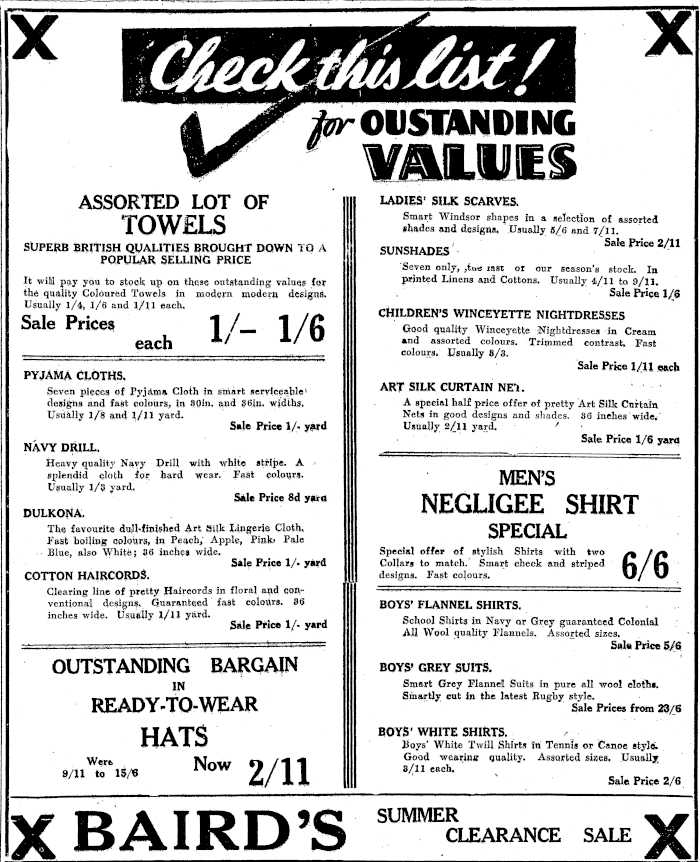 X
X
Check this list!
for OUSTANDING
VALUES
ASSORTED LOT OF
TOWELS
SUPERB BRITISH QUALITIES BROUGHT DOWN TO A
POPULAR SELLING PRICE
It will pay you to stock up on these outstanding values for
the quality Coloured Towels in modern modern designs.
Usually 1/4, 1/6 and 1/11 each.
Sale Prices
each 1/- 1/6
PYJAMA CLOTHS.
Seven pieces of Pyjama Cloth in smart serviceable
designs and fast colours, in 30in. and 36in. widths.
Usually 1/8 and 1/11 yard.
Sale Price 1/- yard
NAVY DRILL.
Heavy quality Navy Drill with white stripe. A
splendid cloth for hard wear. Fast colours.
Usually 1/3 yard.
Sale Price 8d yard
DULKONA.
The favourite dull-finished Art Silk Lingerie Cloth.
Fast boiling colours, in Peach, Apple, Pink, Pale
Blue, also White; 36 inches wide.
Sale Price 1/- yard
COTTON HAIRCORDS.
Clearing line of pretty Haircords in floral and con-
ventional designs. Guaranteed fast colours. 36
inches wide. Usually 1/11 yard.
Sale Price 1/- yard
OUTSTANDING BARGAIN
IN
READY-TO-WEAR
HATS
Were
9/11 to 15/6
Now 2/11
LADIES' SILK SCARVES.
Smart Windsor shapes in a selection of assorted
shades and designs. Usually 5/6 and 7/11.
Sale Price 2/11
SUNSHADES
Seven only, last of our season's stock. In
printed Linens and Cottons. Usually 4/11 to 9/11.
Sale Price 1/6
CHILDREN'S WINCEYETTE NIGHTDRESSES
Good quality Winceyette Nightdresses in Cream
and assorted colours. Trimmed contrast. Fast
colours. Usually 3/3.
Sale Price 1/11 each
ART SILK CURTAIN NET.
A special half price offer of pretty Art Silk Curtain
Nets in good designs and shades. 36 inches wide.
Usually 2/11 yard.
Sale Price 1/6 yard
MEN'S
NEGLIGEE SHIRT
SPECIAL
Special offer of stylish Shirts with two
Collars to match. Smart check and striped
designs. Fast colours.
6/6
BOYS' FLANNEL SHIRTS.
School Shirts in Navy or Grey guaranteed Colonial
All Wool quality Flannels. Assorted sizes.
Sale Price 5/6
BOYS' GREY SUITS.
Smart Grey Flannel Suits in pure all wool cloths.
Smartly cut in the latest Rugby style.
Sale Prices from 23/6
BOYS' WHITE SHIRTS.
Boys' White Twill Shirts in Tennis or Canoe style.
Good wearing quality. Assorted sizes. Usually
3/11 each.
Sale Price 2/6
X BAIRD'S
SUMMER
CLEARANCE SALE X